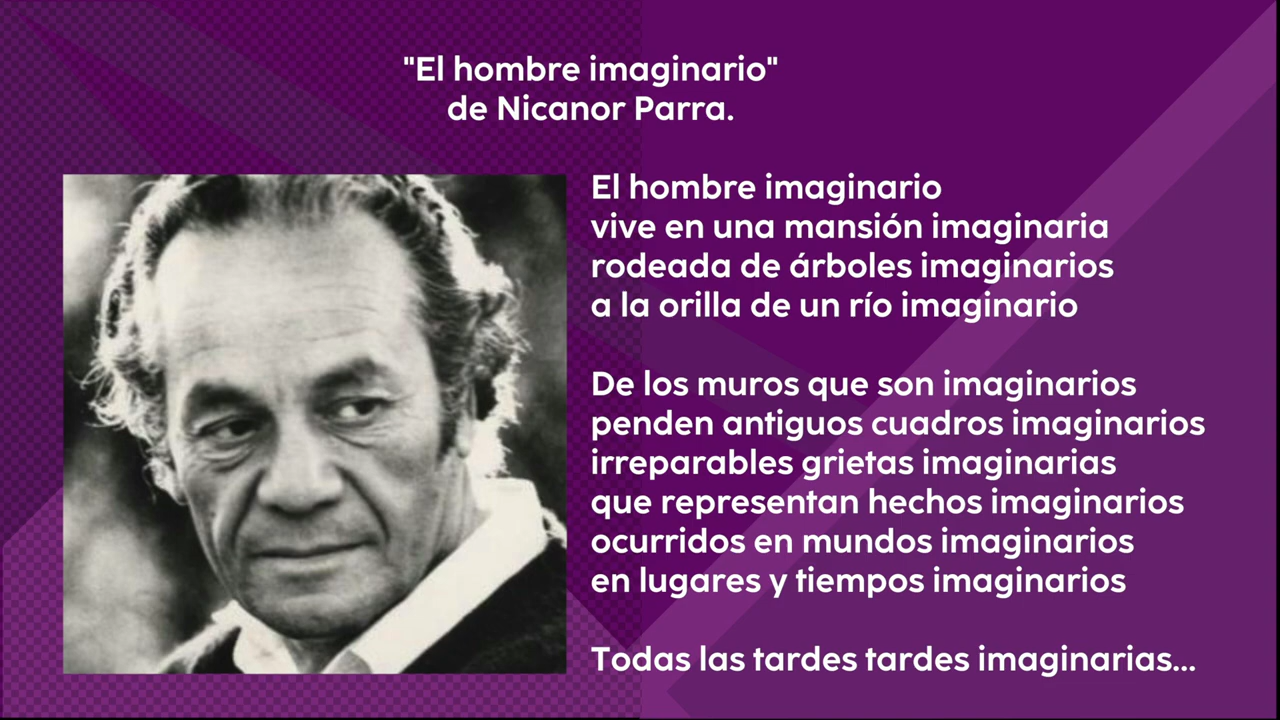 "El hombre imaginario"
de Nicanor Parra.
El hombre imaginario
vive en una mansión imaginaria
rodeada de árboles imaginarios
a la orilla de un río imaginario
De los muros que son imaginarios
penden antiguos cuadros imaginarios
irreparables grietas imaginarias
que representan hechos imaginarios
ocurridos en mundos imaginarios
en lugares y tiempos imaginarios
Todas las tardes tardes imaginarias...